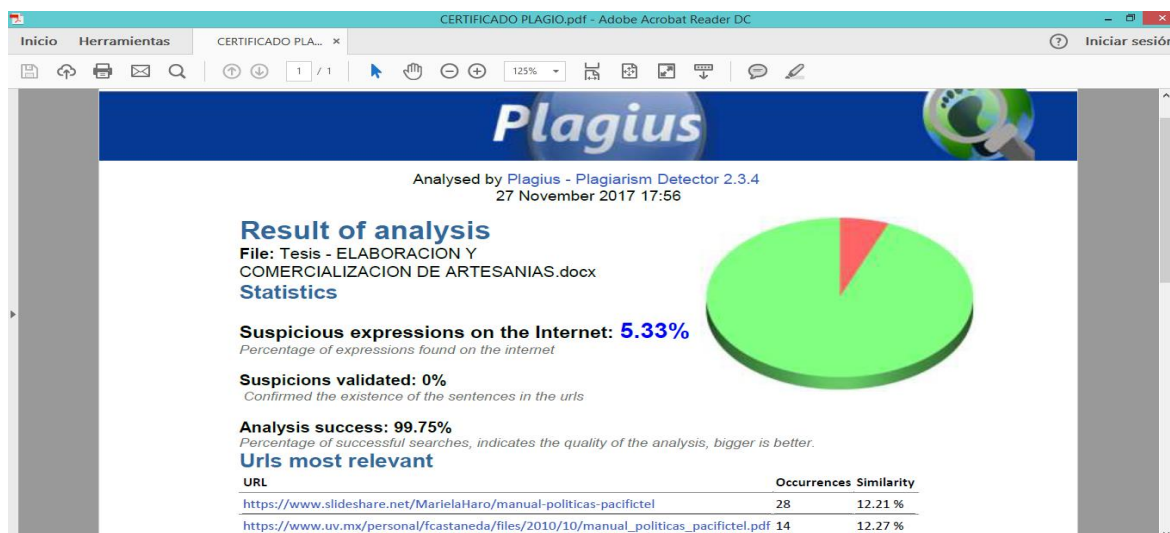 CERTIFICADO PLAGIO.pdf - Adobe Acrobat Reader DC
Inicio Herramientas CERTIFICADO PLA... × ? Iniciar sesión
1 / 1 125%
Plagius
Analysed by Plagius - Plagiarism Detector 2.3.4
27 November 2017 17:56
Result of analysis
File: Tesis - ELABORACION Y
COMERCIALIZACION DE ARTESANIAS.docx
Statistics
Suspicious expressions on the Internet: 5.33%
Percentage of expressions found on the internet
Suspicions validated: 0%
Confirmed the existence of the sentences in the urls
Analysis success: 99.75%
Percentage of successful searches, indicates the quality of the analysis, bigger is better.
Urls most relevant
URL Occurrences Similarity
https://www.slideshare.net/MarielaHaro/manual-politicas-pacifictel 28 12.21 %
https://www.uv.mx/personal/fcastaneda/files/2010/10/manual_politicas_pacifictel.pdf 14 12.27 %